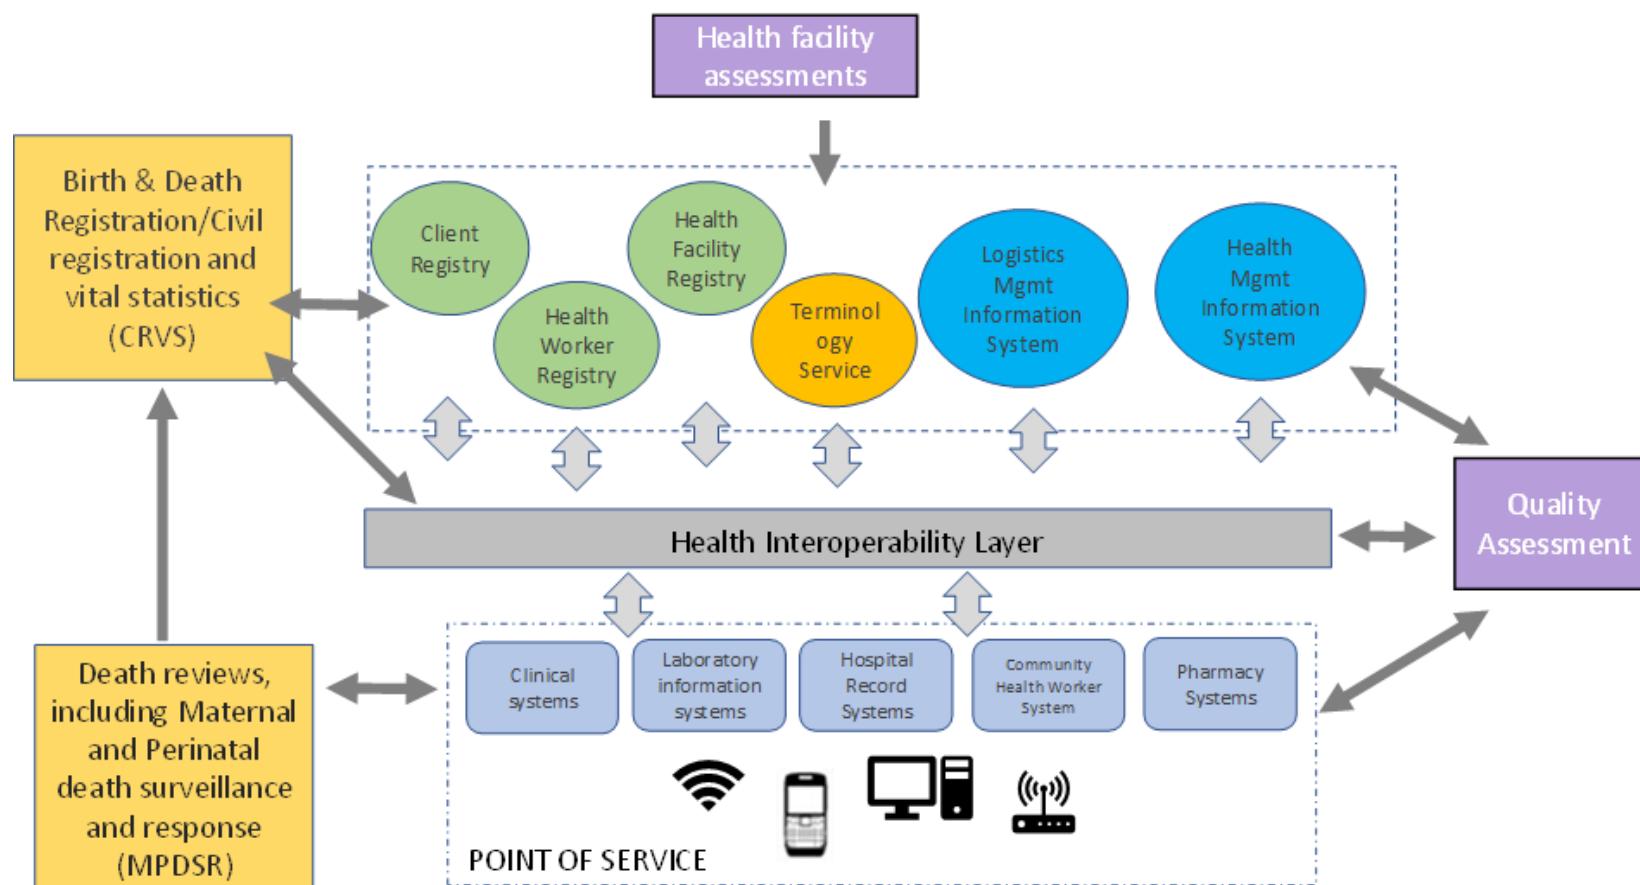 Health facility
assessments
Birth & Death
Registration/Civil
registration and
vital statistics
(CRVS)
Client
Registry
Health
Worker
Registry
Health
Facility
Registry
Terminol
ogy
Service
Logistics
Mgmt
Information
System
Health
Mgmt
Information
System
Quality
Assessment
Health Interoperability Layer
Death reviews,
including Maternal
and Perinatal
death surveillance
and response
(MPDSR)
Clinical
systems
Laboratory
information
systems
Hospital
Record
Systems
Community
Health Worker
System
Pharmacy
Systems
POINT OF SERVICE